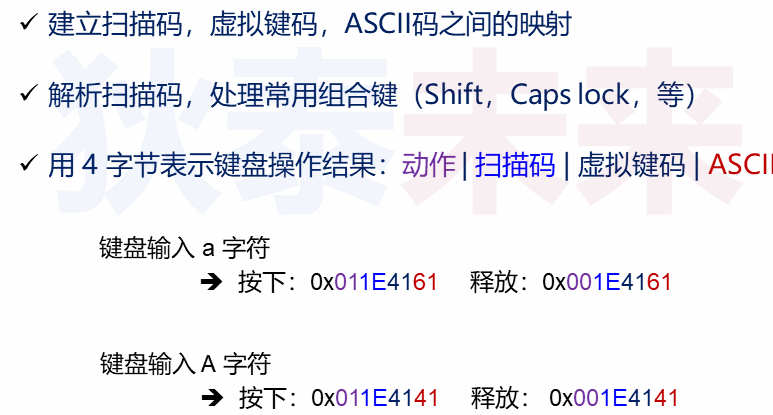 ✓ 建立扫描码，虚拟键码，ASCII码之间的映射
✓ 解析扫描码，处理常用组合键（Shift，Caps lock，等）
✓ 用 4 字节表示键盘操作结果：动作 | 扫描码 | 虚拟键码 | ASCII
键盘输入 a 字符
➔ 按下：0x011E4161 释放：0x001E4161
键盘输入 A 字符
➔ 按下：0x011E4141 释放： 0x001E4141
狄泰未来